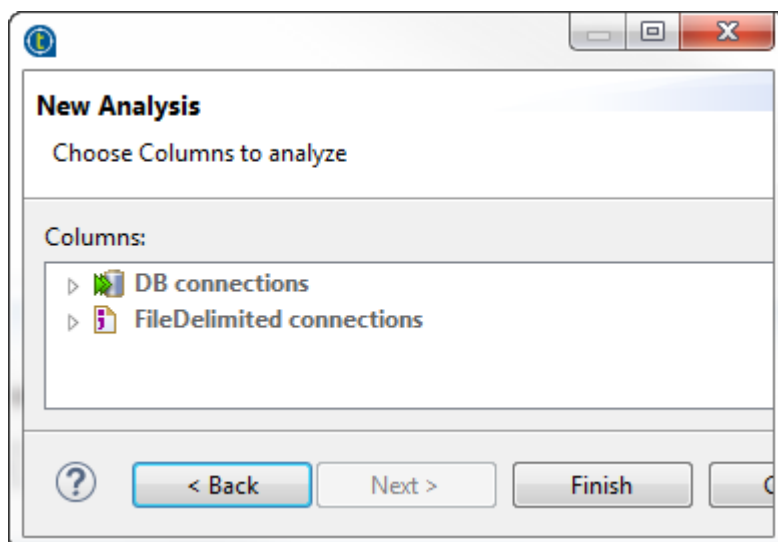 New Analysis
Choose Columns to analyze
Columns:
DB connections
FileDelimited connections
? < Back Next > Finish